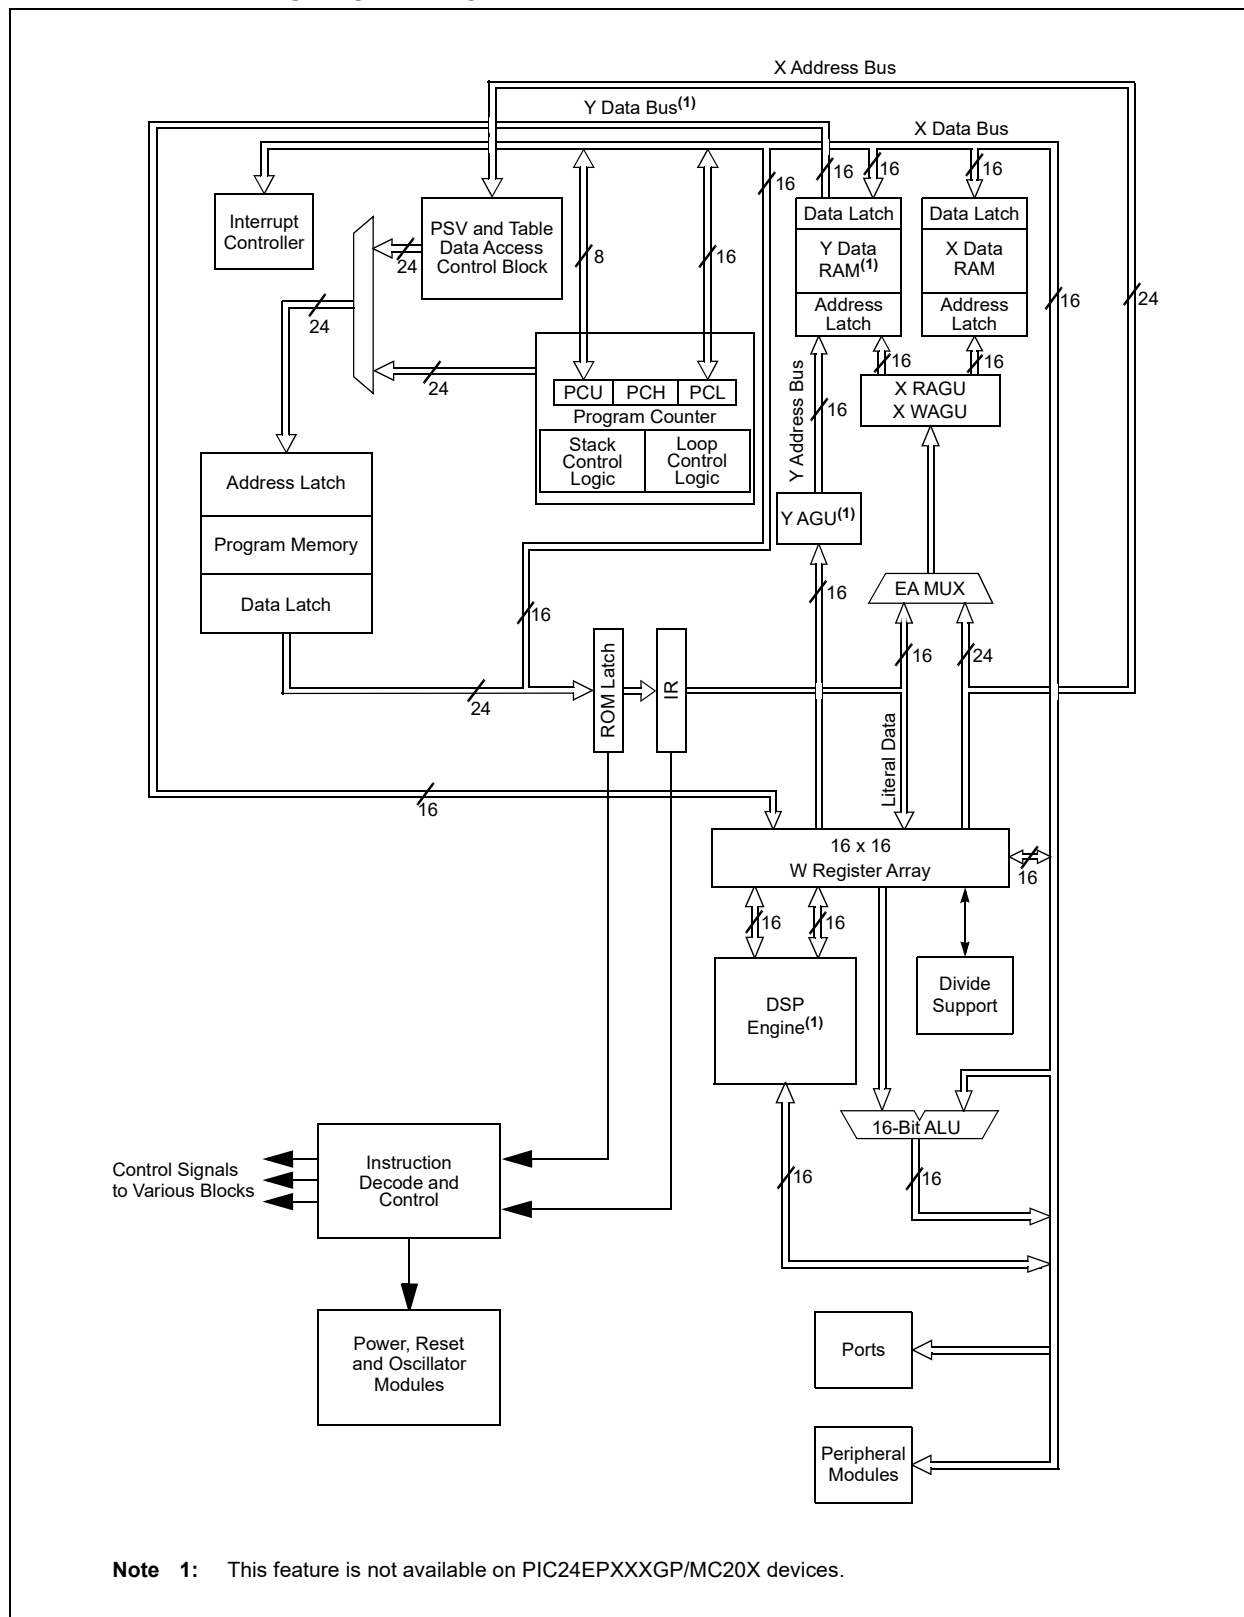 X Address Bus
Y Data Bus(1)
X Data Bus
16
16
16
16
Interrupt
Controller
PSV and Table
Data Access
Control Block
24
8
16
Data Latch
Y Data
RAM(1)
Address
Latch
Data Latch
X Data
RAM
Address
Latch
16
24
24
24
PCU
PCH
PCL
Program Counter
Stack
Control
Logic
Loop
Control
Logic
16
16
X RAGU
X WAGU
Y Address Bus
16
Address Latch
Program Memory
Data Latch
Y AGU(1)
EA MUX
16
16
16
24
24
ROM Latch
IR
Literal Data
16
16 x 16
W Register Array
16
16
16
DSP
Engine(1)
Divide
Support
16-Bit ALU
16
16
Control Signals
to Various Blocks
Instruction
Decode and
Control
Power, Reset
and Oscillator
Modules
Ports
Peripheral
Modules
Note 1: This feature is not available on PIC24EPXXXGP/MC20X devices.